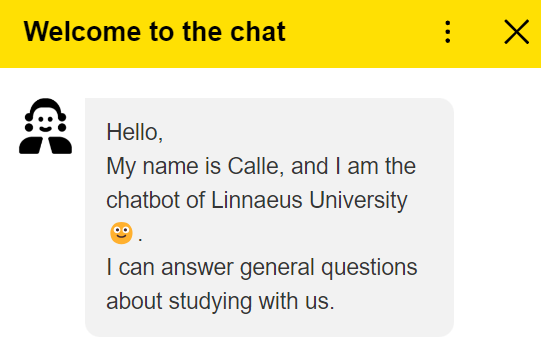 Welcome to the chat
Hello,
My name is Calle, and I am the
chatbot of Linnaeus University
🙂 .
I can answer general questions
about studying with us.